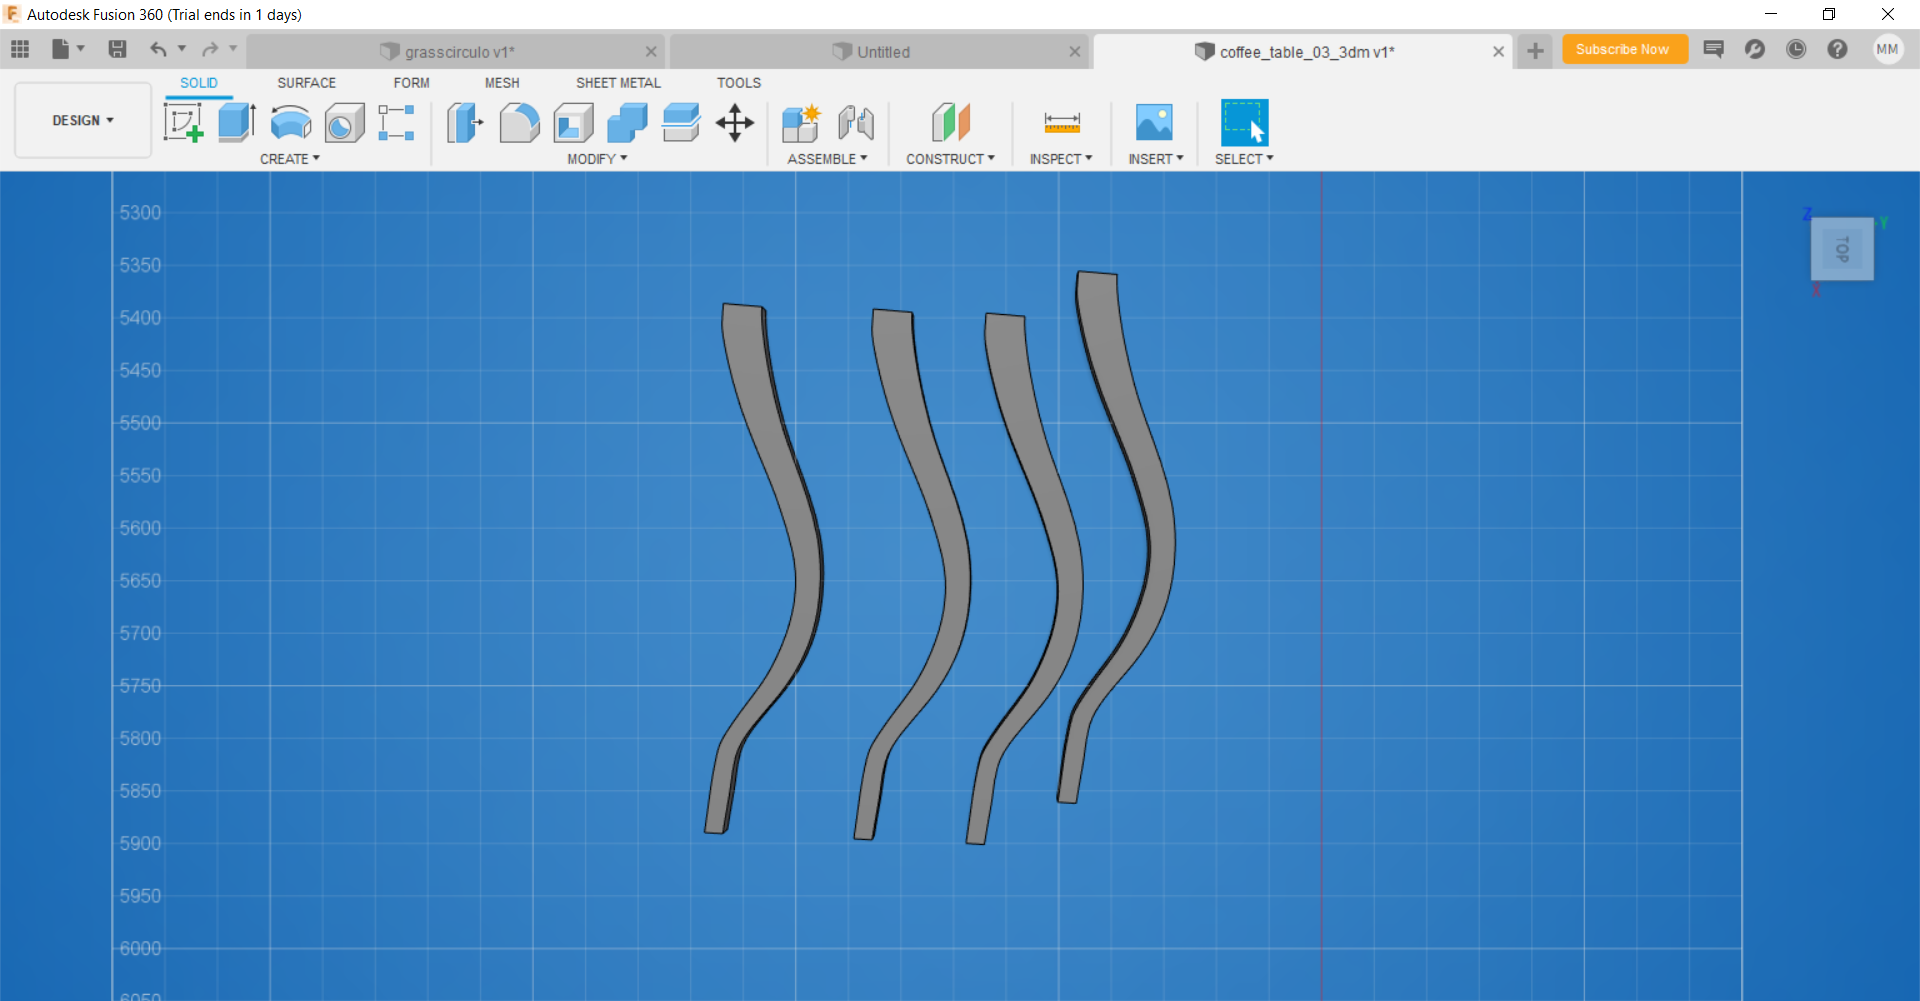 Autodesk Fusion 360 (Trial ends in 1 days)
grasscirculo v1*
Untitled
coffee_table_03_3dm v1*
Subscribe Now
MM
SOLID
SURFACE
FORM
MESH
SHEET METAL
TOOLS
DESIGN
CREATE
MODIFY
ASSEMBLE
CONSTRUCT
INSPECT
INSERT
SELECT
Z
Y
TOP
X
5300
5350
5400
5450
5500
5550
5600
5650
5700
5750
5800
5850
5900
5950
6000
6050